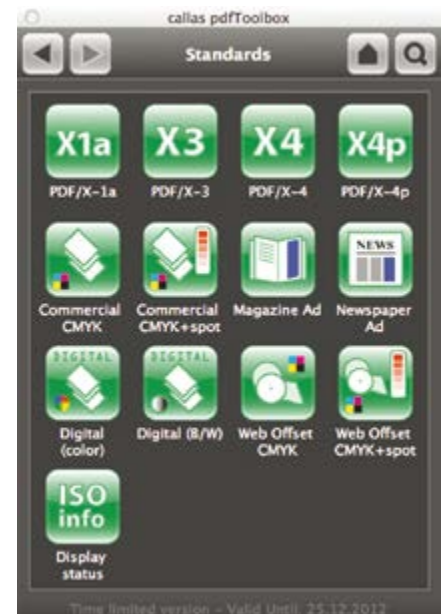 callas pdfToolbox
Standards
X1a X3 X4 X4p
PDF/X-1a PDF/X-3 PDF/X-4 PDF/X-4p
NEWS
Commercial CMYK
Commercial CMYK+spot
Magazine Ad
Newspaper Ad
DIGITAL DIGITAL
Digital (color)
Digital (B/W)
Web Offset CMYK
Web Offset CMYK+spot
ISO info
Display status
Time limited version - Valid Until: 25.12.2012